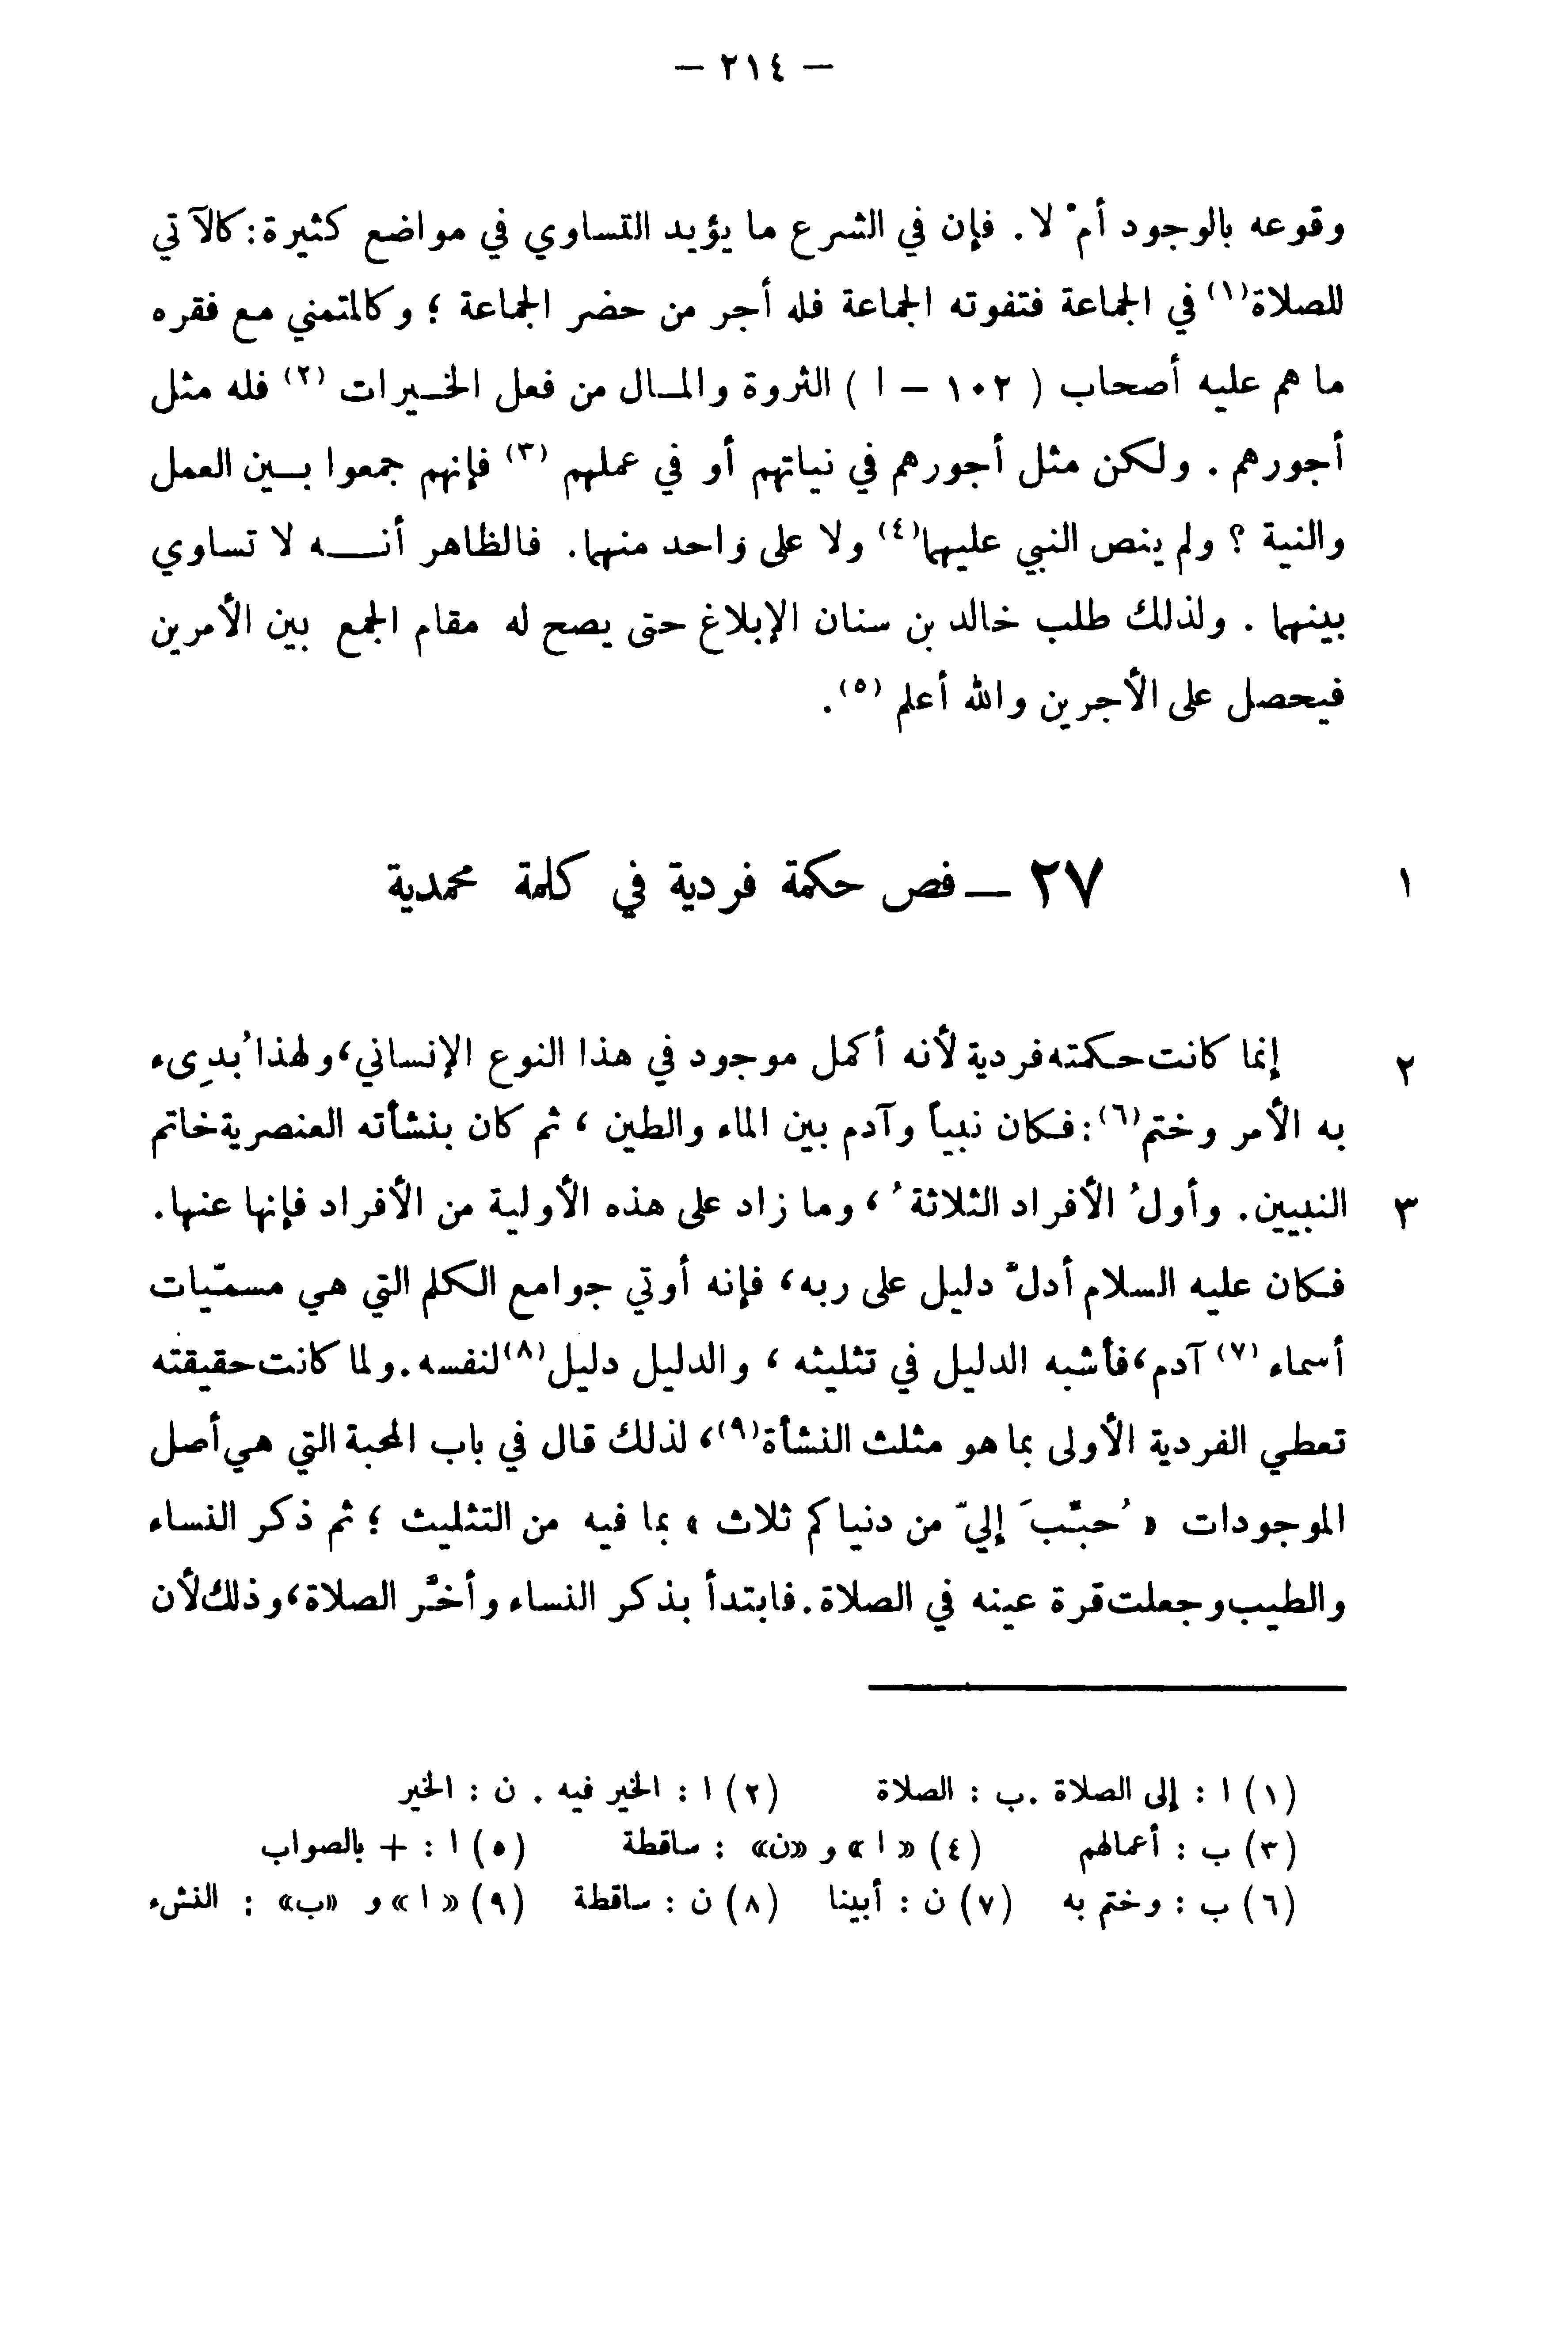 — ٢١٤ —
وقوعه بالوجود أمْ لا . فإن في الشرع ما يؤيد التساوي في مواضع كثيرة : كالآتي
للصلاة(١) في الجماعة فتفوته الجماعة فله أجر من حضر الجماعة ؛ وكالمتمني مع فقره
ما هم عليه أصحاب ( ١٠٢ – ا ) الثروة والمـال من فعل الخـيرات (٢) فله مثل
أجورهم . ولكن مثل أجورهم في نياتهم أو في عملهم (٣) فإنهم جمعوا بـين العمل
والنية ؟ ولم ينص النبي عليهما(٤) ولا على واحد منهما . فالظاهر أنـــه لا تساوي
بينهما . ولذلك طلب خالد بن سنان الإبلاغ حتى يصح له مقام الجمع بين الأمرين
فيحصل على الأجرين والله أعلم (٥) .
١ ٢٧ – فص حكمة فردية في كلمة محمدية
٢ إنما كانت حكمته فردية لأنه أكمل موجود في هذا النوع الإنساني، ولهذا بُدِىء
به الأمر وختم(٦) : فكان نبياً وآدم بين الماء والطين ، ثم كان بنشأته العنصرية خاتم
٣ النبيين . وأولُ الأفراد الثلاثةُ ، وما زاد على هذه الأولية من الأفراد فإنها عنها .
فكان عليه السلام أدلَّ دليل على ربه، فإنه أوتي جوامع الكلم التي هي مسمّيات
أسماء (٧) آدم، فأشبه الدليل في تثليثه ، والدليل دليل(٨) لنفسه . ولما كانت حقيقته
تعطي الفردية الأولى بما هو مثلث النشأة(٩)، لذلك قال في باب المحبة التي هي أصل
الموجودات « حُبِّبَ إليّ من دنياكم ثلاث » بما فيه من التثليث ؛ ثم ذكر النساء
والطيب وجعلت قرة عينه في الصلاة . فابتدأ بذكر النساء وأخَّر الصلاة، وذلك لأن
(١) ا : إلى الصلاة . ب : الصلاة (٢) ا : الخير فيه . ن : الخير
(٣) ب : أعمالهم (٤) « ا » و «ن» : ساقطة (٥) ا : + بالصواب
(٦) ب : وختم به (٧) ن : أبينا (٨) ن : ساقطة (٩) « ا » و «ب» : النشء